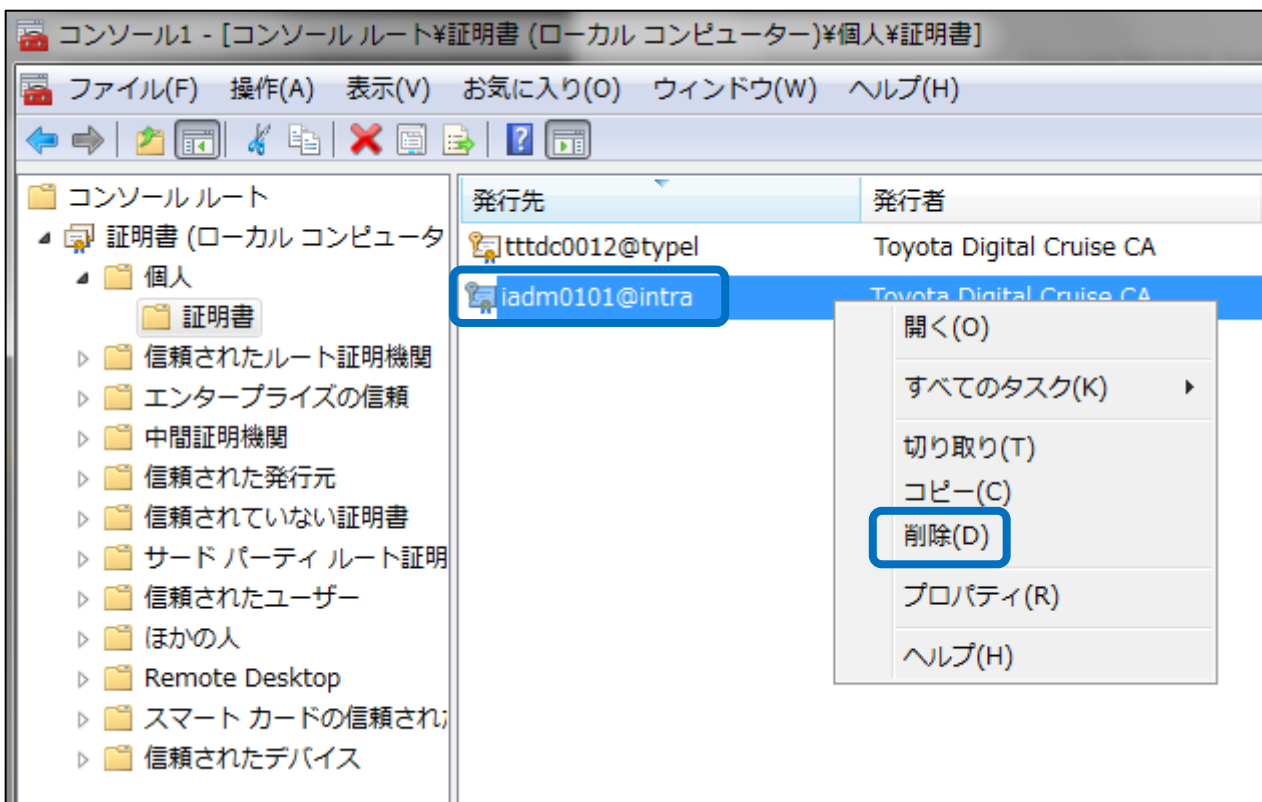 コンソール1 - [コンソール ルート¥証明書 (ローカル コンピューター)¥個人¥証明書]
ファイル(F) 操作(A) 表示(V) お気に入り(O) ウィンドウ(W) ヘルプ(H)
コンソール ルート
証明書 (ローカル コンピュータ
個人
証明書
信頼されたルート証明機関
エンタープライズの信頼
中間証明機関
信頼された発行元
信頼されていない証明書
サード パーティ ルート証明
信頼されたユーザー
ほかの人
Remote Desktop
スマート カードの信頼され
信頼されたデバイス
発行先 発行者
tttdc0012@typel Toyota Digital Cruise CA
iadm0101@intra Toyota Digital Cruise CA
開く(O)
すべてのタスク(K)
切り取り(T)
コピー(C)
削除(D)
プロパティ(R)
ヘルプ(H)